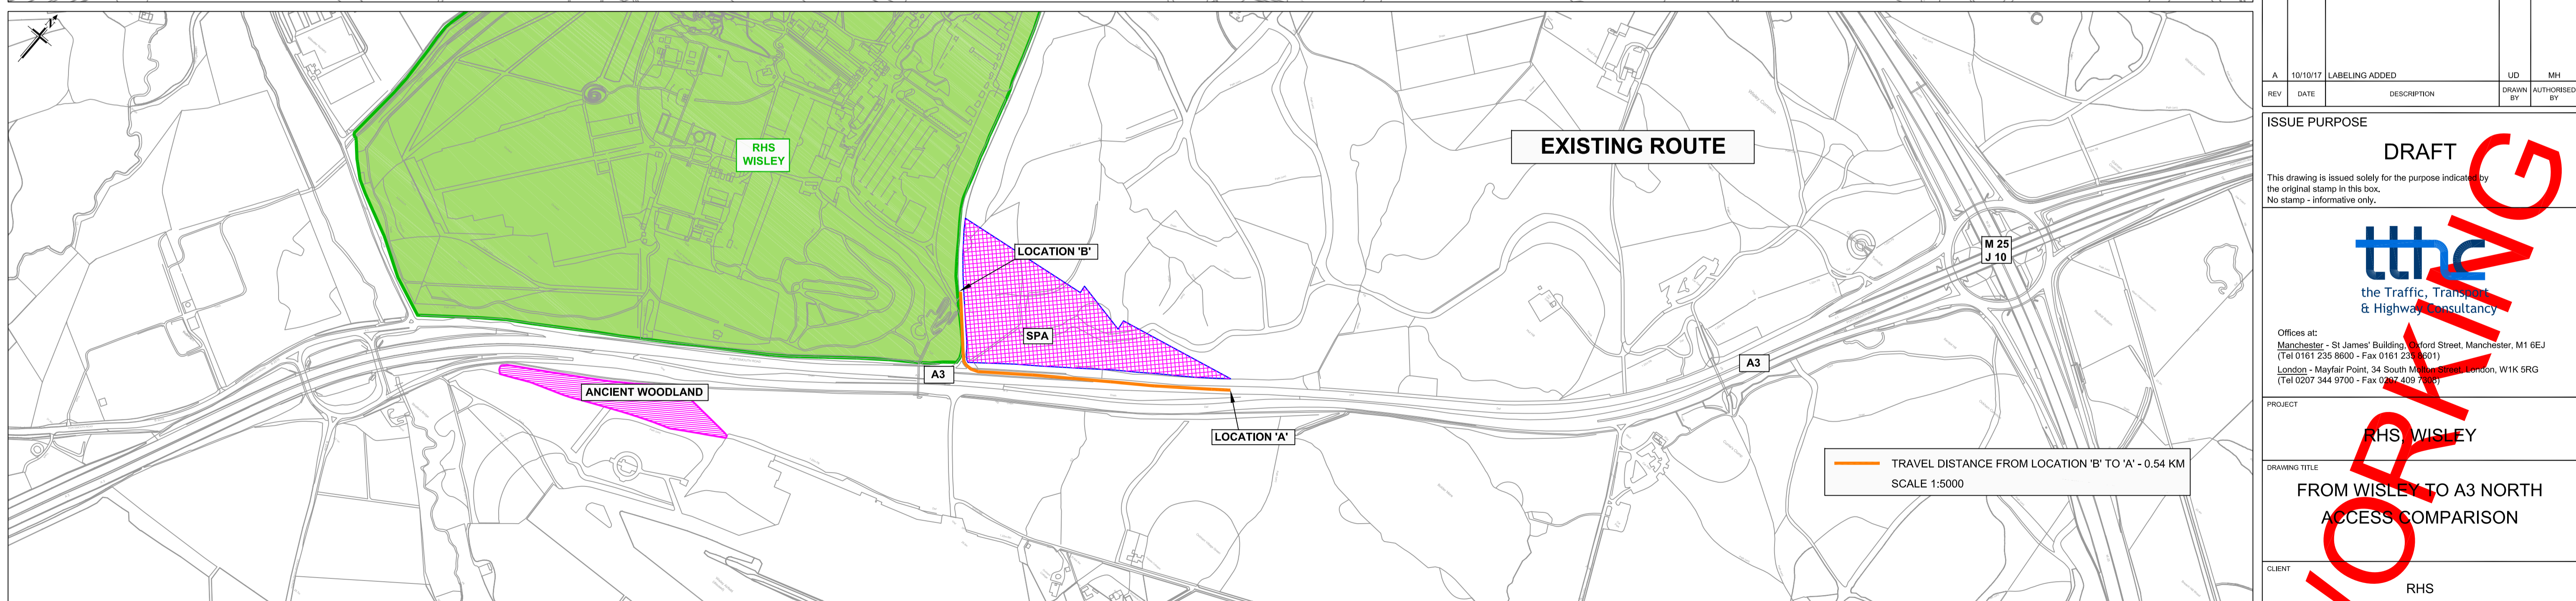 RHS
WISLEY
LOCATION 'B'
SPA
A3
ANCIENT WOODLAND
LOCATION 'A'
EXISTING ROUTE
M 25
J 10
A3
TRAVEL DISTANCE FROM LOCATION 'B' TO 'A' - 0.54 KM
SCALE 1:5000
A 10/10/17 LABELING ADDED UD MH
REV DATE DESCRIPTION DRAWN BY AUTHORISED BY
ISSUE PURPOSE
DRAFT
This drawing is issued solely for the purpose indicated by
the original stamp in this box.
No stamp - informative only.
tthc
the Traffic, Transport
& Highway Consultancy
Offices at:
Manchester - St James' Building, Oxford Street, Manchester, M1 6EJ
(Tel 0161 235 8600 - Fax 0161 235 8601)
London - Mayfair Point, 34 South Molton Street, London, W1K 5RG
(Tel 0207 344 9700 - Fax 0207 409
PROJECT
RHS, WISLEY
DRAWING TITLE
FROM WISLEY TO A3 NORTH
ACCESS COMPARISON
CLIENT
RHS
WORKING